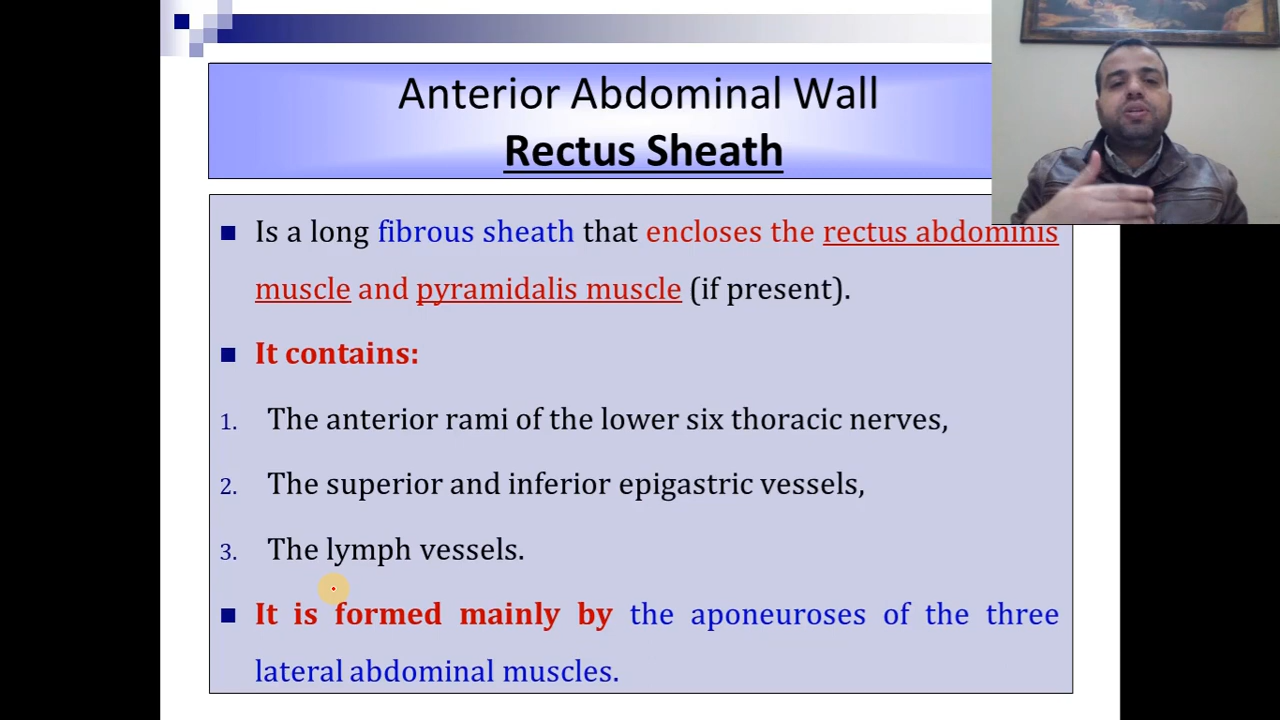 Anterior Abdominal Wall
Rectus Sheath
Is a long fibrous sheath that encloses the rectus abdominis
muscle and pyramidalis muscle (if present).
It contains:
1. The anterior rami of the lower six thoracic nerves,
2. The superior and inferior epigastric vessels,
3. The lymph vessels.
It is formed mainly by the aponeuroses of the three
lateral abdominal muscles.